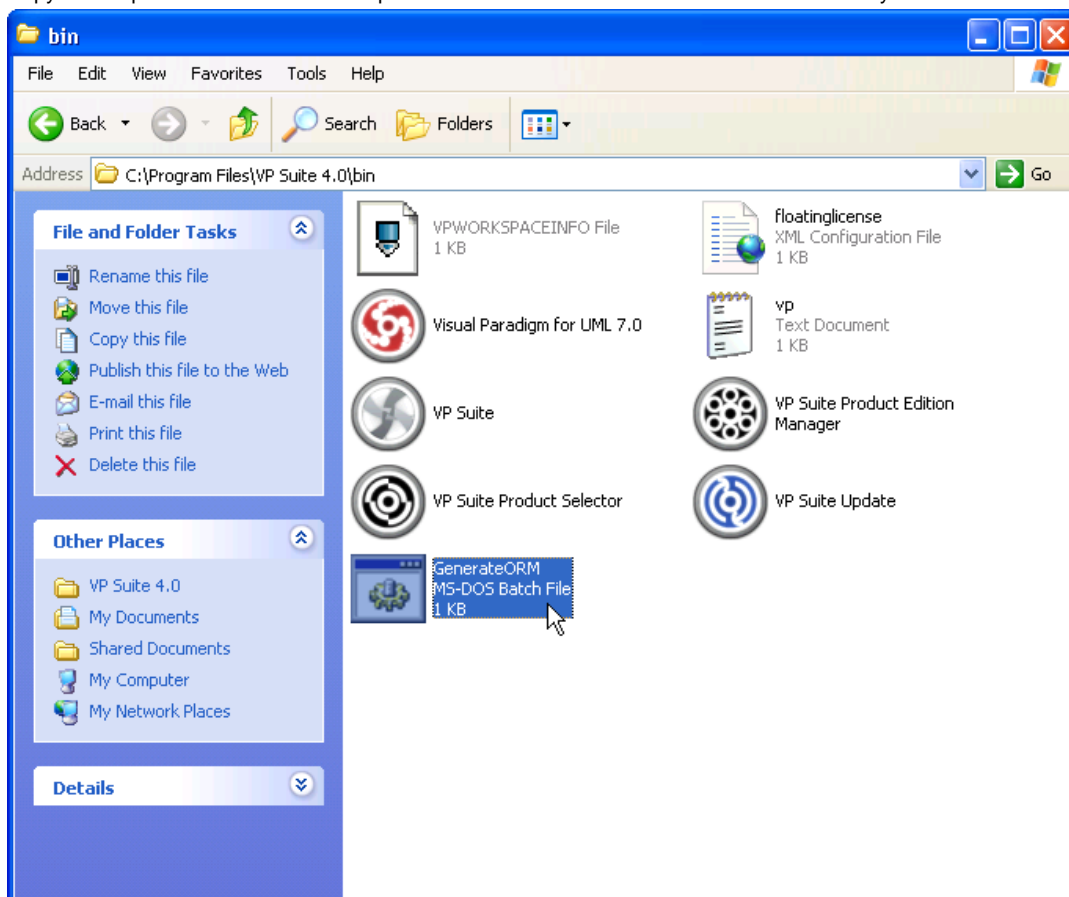 bin
File Edit View Favorites Tools Help
Back Search Folders
Address C:\Program Files\VP Suite 4.0\bin Go
File and Folder Tasks
Rename this file
Move this file
Copy this file
Publish this file to the Web
E-mail this file
Print this file
Delete this file
Other Places
VP Suite 4.0
My Documents
Shared Documents
My Computer
My Network Places
Details
VPWORKSPACEINFO File
1 KB
floatinglicense
XML Configuration File
1 KB
Visual Paradigm for UML 7.0
vp
Text Document
1 KB
VP Suite
VP Suite Product Edition
Manager
VP Suite Product Selector
VP Suite Update
GenerateORM
MS-DOS Batch File
1 KB